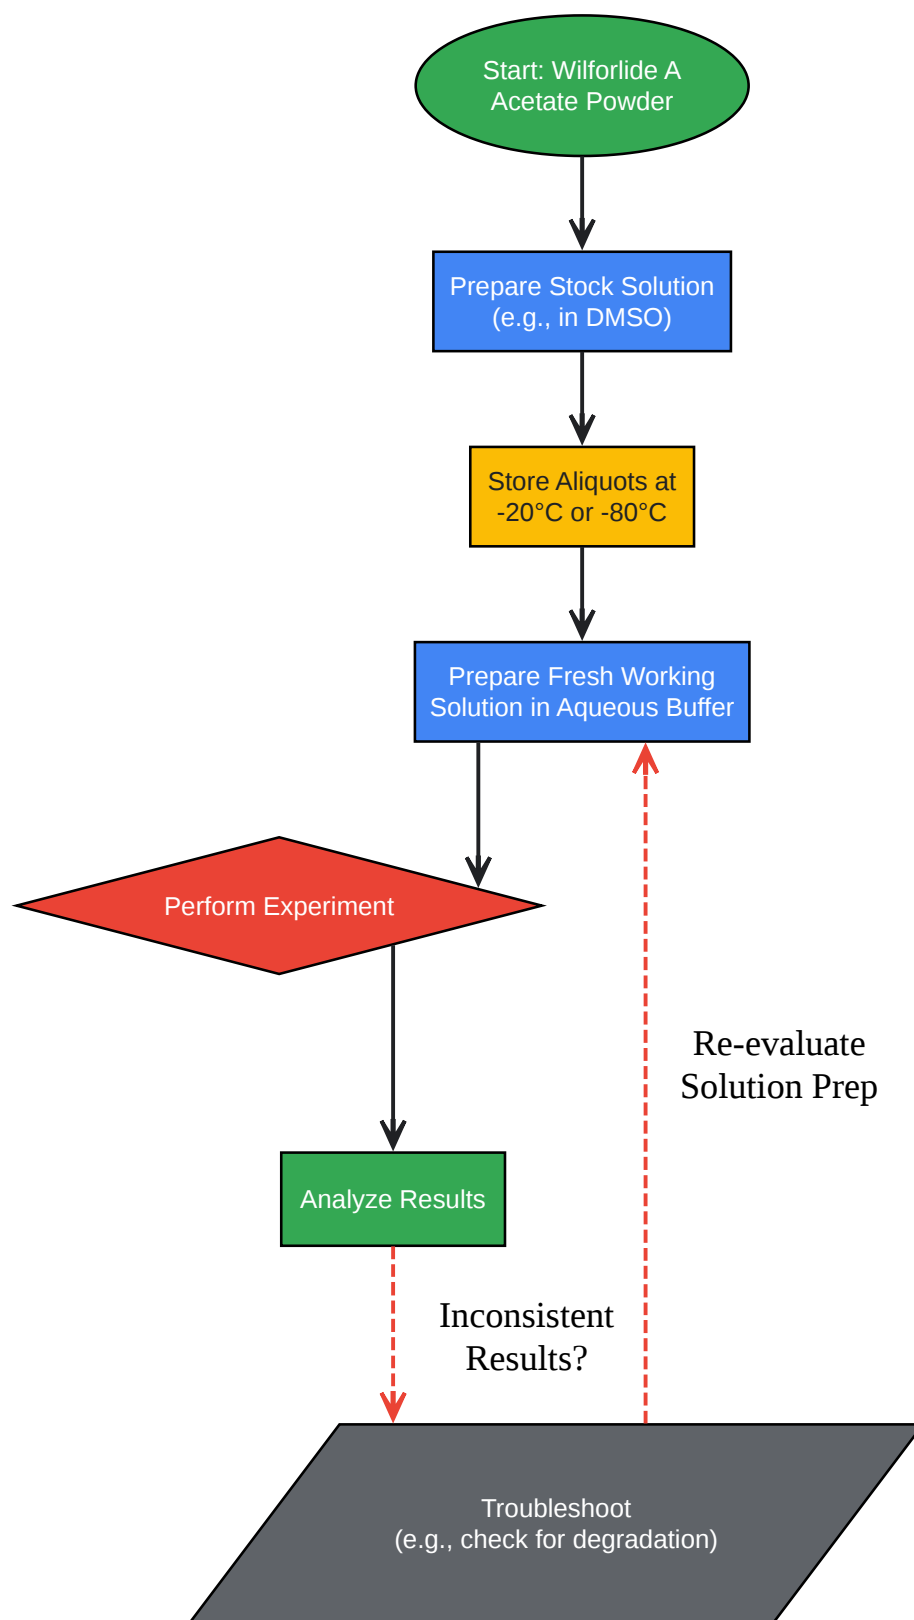 Start: Wilforlide A
Acetate Powder
Prepare Stock Solution
(e.g., in DMSO)
Store Aliquots at
-20°C or -80°C
Prepare Fresh Working
Solution in Aqueous Buffer
Perform Experiment
Re-evaluate
Solution Prep
Analyze Results
Inconsistent
Results?
Troubleshoot
(e.g., check for degradation)